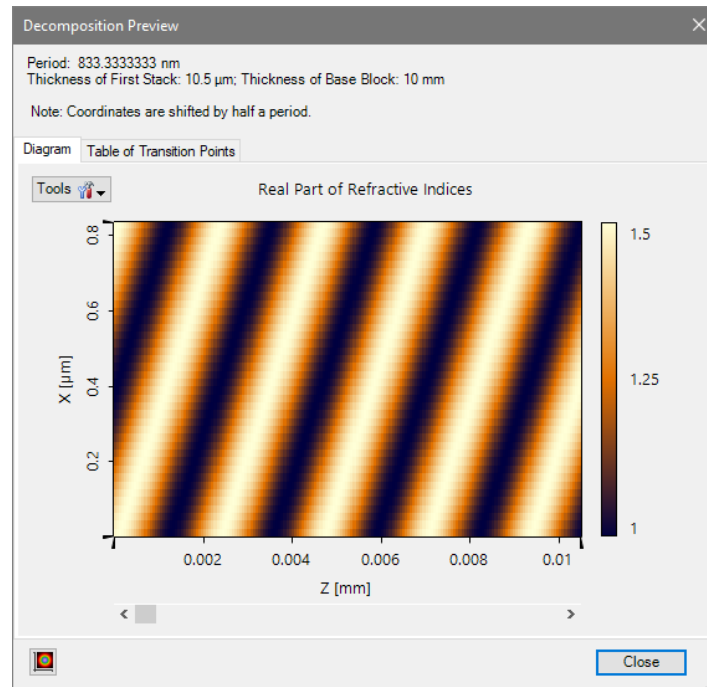 Decomposition Preview
Period: 833.3333333 nm
Thickness of First Stack: 10.5 µm; Thickness of Base Block: 10 mm
Note: Coordinates are shifted by half a period.
Diagram Table of Transition Points
Tools
Real Part of Refractive Indices
0.8
0.6
0.4
0.2
X [µm]
0.002 0.004 0.006 0.008 0.01
Z [mm]
1.5
1.25
1
Close